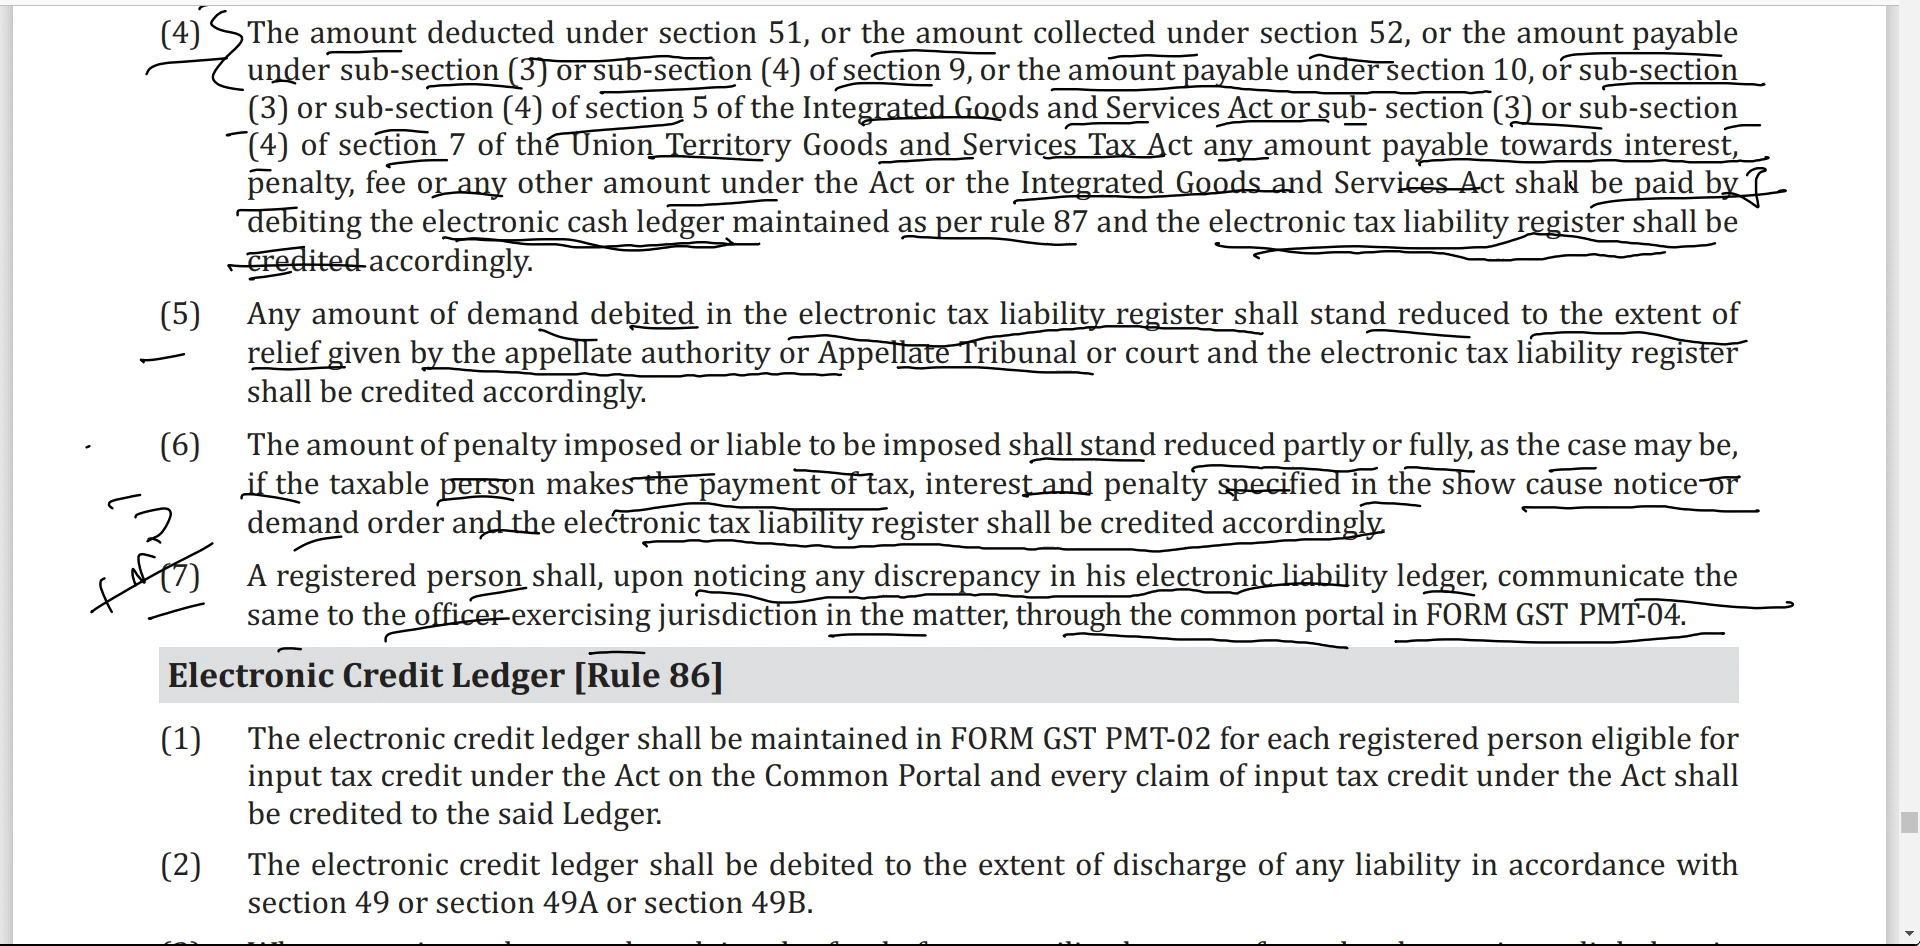 (4) The amount deducted under section 51, or the amount collected under section 52, or the amount payable
under sub-section (3) or sub-section (4) of section 9, or the amount payable under section 10, or sub-section
(3) or sub-section (4) of section 5 of the Integrated Goods and Services Act or sub- section (3) or sub-section
(4) of section 7 of the Union Territory Goods and Services Tax Act any amount payable towards interest,
penalty, fee or any other amount under the Act or the Integrated Goods and Services Act shall be paid by
debiting the electronic cash ledger maintained as per rule 87 and the electronic tax liability register shall be
credited accordingly.
(5) Any amount of demand debited in the electronic tax liability register shall stand reduced to the extent of
relief given by the appellate authority or Appellate Tribunal or court and the electronic tax liability register
shall be credited accordingly.
(6) The amount of penalty imposed or liable to be imposed shall stand reduced partly or fully, as the case may be,
if the taxable person makes the payment of tax, interest and penalty specified in the show cause notice or
demand order and the electronic tax liability register shall be credited accordingly.
(7) A registered person shall, upon noticing any discrepancy in his electronic liability ledger, communicate the
same to the officer exercising jurisdiction in the matter, through the common portal in FORM GST PMT-04.
Electronic Credit Ledger [Rule 86]
(1) The electronic credit ledger shall be maintained in FORM GST PMT-02 for each registered person eligible for
input tax credit under the Act on the Common Portal and every claim of input tax credit under the Act shall
be credited to the said Ledger.
(2) The electronic credit ledger shall be debited to the extent of discharge of any liability in accordance with
section 49 or section 49A or section 49B.